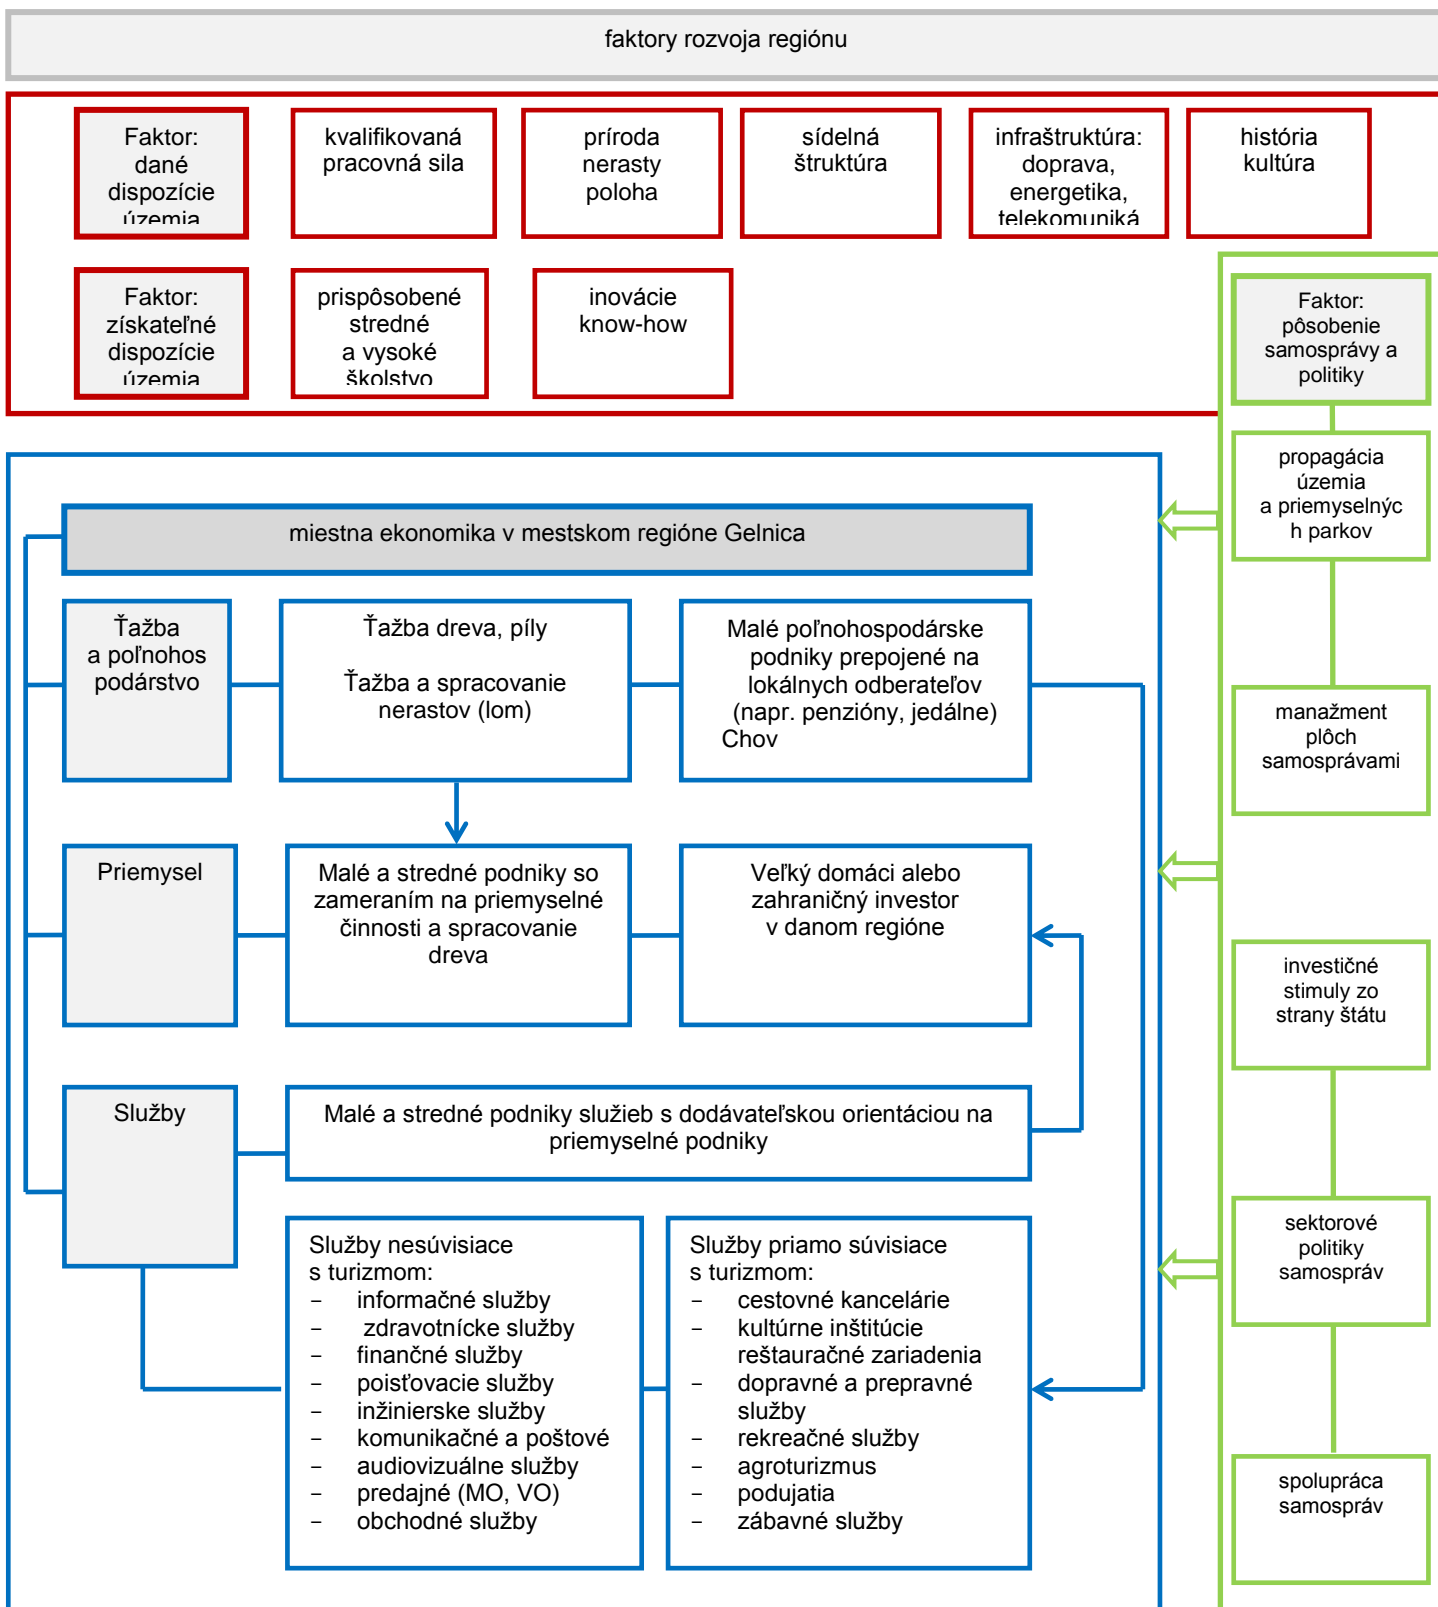 faktory rozvoja regiónu
Faktor:
dané
dispozície
územia
kvalifikovaná
pracovná sila
príroda
nerasty
poloha
sídelná
štruktúra
infraštruktúra:
doprava,
energetika,
telekomuniká
história
kultúra
Faktor:
získateľné
dispozície
územia
prispôsobené
stredné
a vysoké
školstvo
inovácie
know-how
Faktor:
pôsobenie
samosprávy a
politiky
propagácia
územia
a priemyselnýc
h parkov
manažment
plôch
samosprávami
investičné
stimuly zo
strany štátu
sektorové
politiky
samospráv
spolupráca
samospráv
miestna ekonomika v mestskom regióne Gelnica
Ťažba
a poľnohos
podárstvo
Ťažba dreva, píly
Ťažba a spracovanie
nerastov (lom)
Malé poľnohospodárske
podniky prepojené na
lokálnych odberateľov
(napr. penzióny, jedálne)
Chov
Priemysel
Malé a stredné podniky so
zameraním na priemyselné
činnosti a spracovanie
dreva
Veľký domáci alebo
zahraničný investor
v danom regióne
Služby
Malé a stredné podniky služieb s dodávateľskou orientáciou na
priemyselné podniky
Služby nesúvisiace
s turizmom:
- informačné služby
- zdravotnícke služby
- finančné služby
- poisťovacie služby
- inžinierske služby
- komunikačné a poštové
- audiovizuálne služby
- predajné (MO, VO)
- obchodné služby
Služby priamo súvisiace
s turizmom:
- cestovné kancelárie
- kultúrne inštitúcie
reštauračné zariadenia
- dopravné a prepravné
služby
- rekreačné služby
- agroturizmus
- podujatia
- zábavné služby